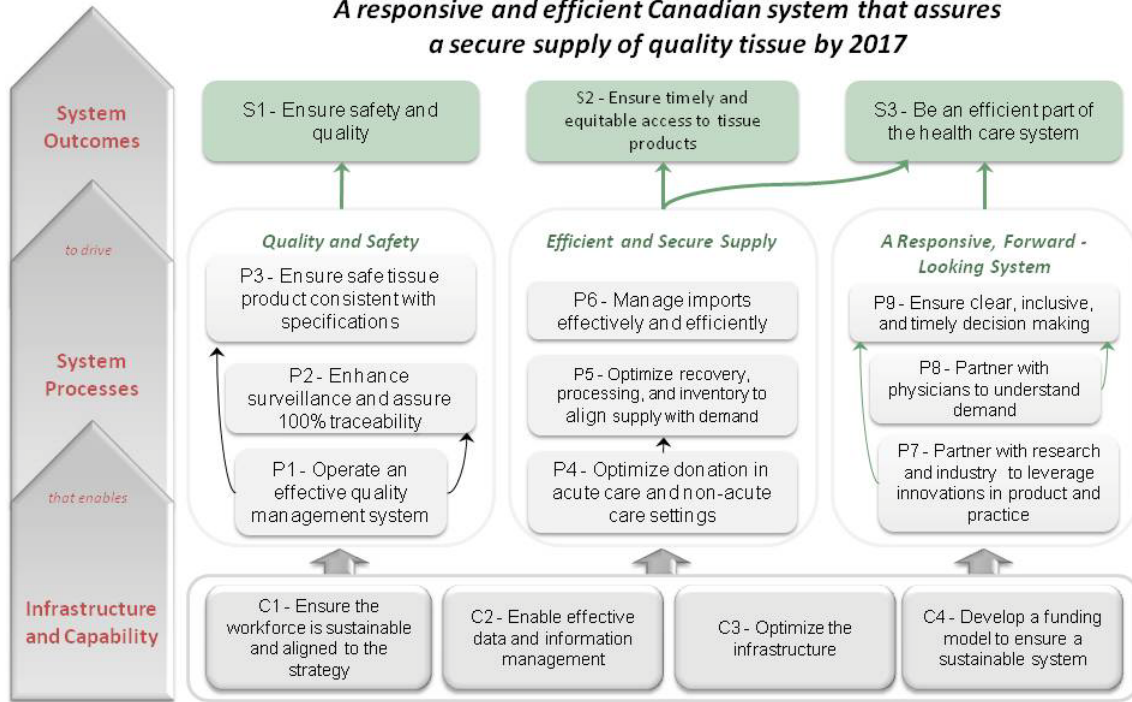 A responsive and efficient Canadian system that assures
a secure supply of quality tissue by 2017
System
Outcomes
S1 - Ensure safety and
quality
S2 - Ensure timely and
equitable access to tissue
products
S3 - Be an efficient part of
the health care system
to drive
System
Processes
Quality and Safety
P3 - Ensure safe tissue
product consistent with
specifications
P2 - Enhance
surveillance and assure
100% traceability
P1 - Operate an
effective quality
management system
Efficient and Secure Supply
P6 - Manage imports
effectively and efficiently
P5 - Optimize recovery,
processing, and inventory to
align supply with demand
P4 - Optimize donation in
acute care and non-acute
care settings
A Responsive, Forward -
Looking System
P9 - Ensure clear, inclusive,
and timely decision making
P8 - Partner with
physicians to understand
demand
P7 - Partner with research
and industry to leverage
innovations in product and
practice
that enables
Infrastructure
and Capability
C1 - Ensure the
workforce is sustainable
and aligned to the
strategy
C2 - Enable effective
data and information
management
C3 - Optimize the
infrastructure
C4 - Develop a funding
model to ensure a
sustainable system